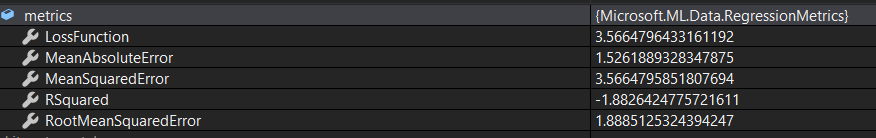 metrics {Microsoft.ML.Data.RegressionMetrics}
LossFunction 3.5664796433161192
MeanAbsoluteError 1.5261889328347875
MeanSquaredError 3.5664795851807694
RSquared -1.8826424775721611
RootMeanSquaredError 1.8885125324394247